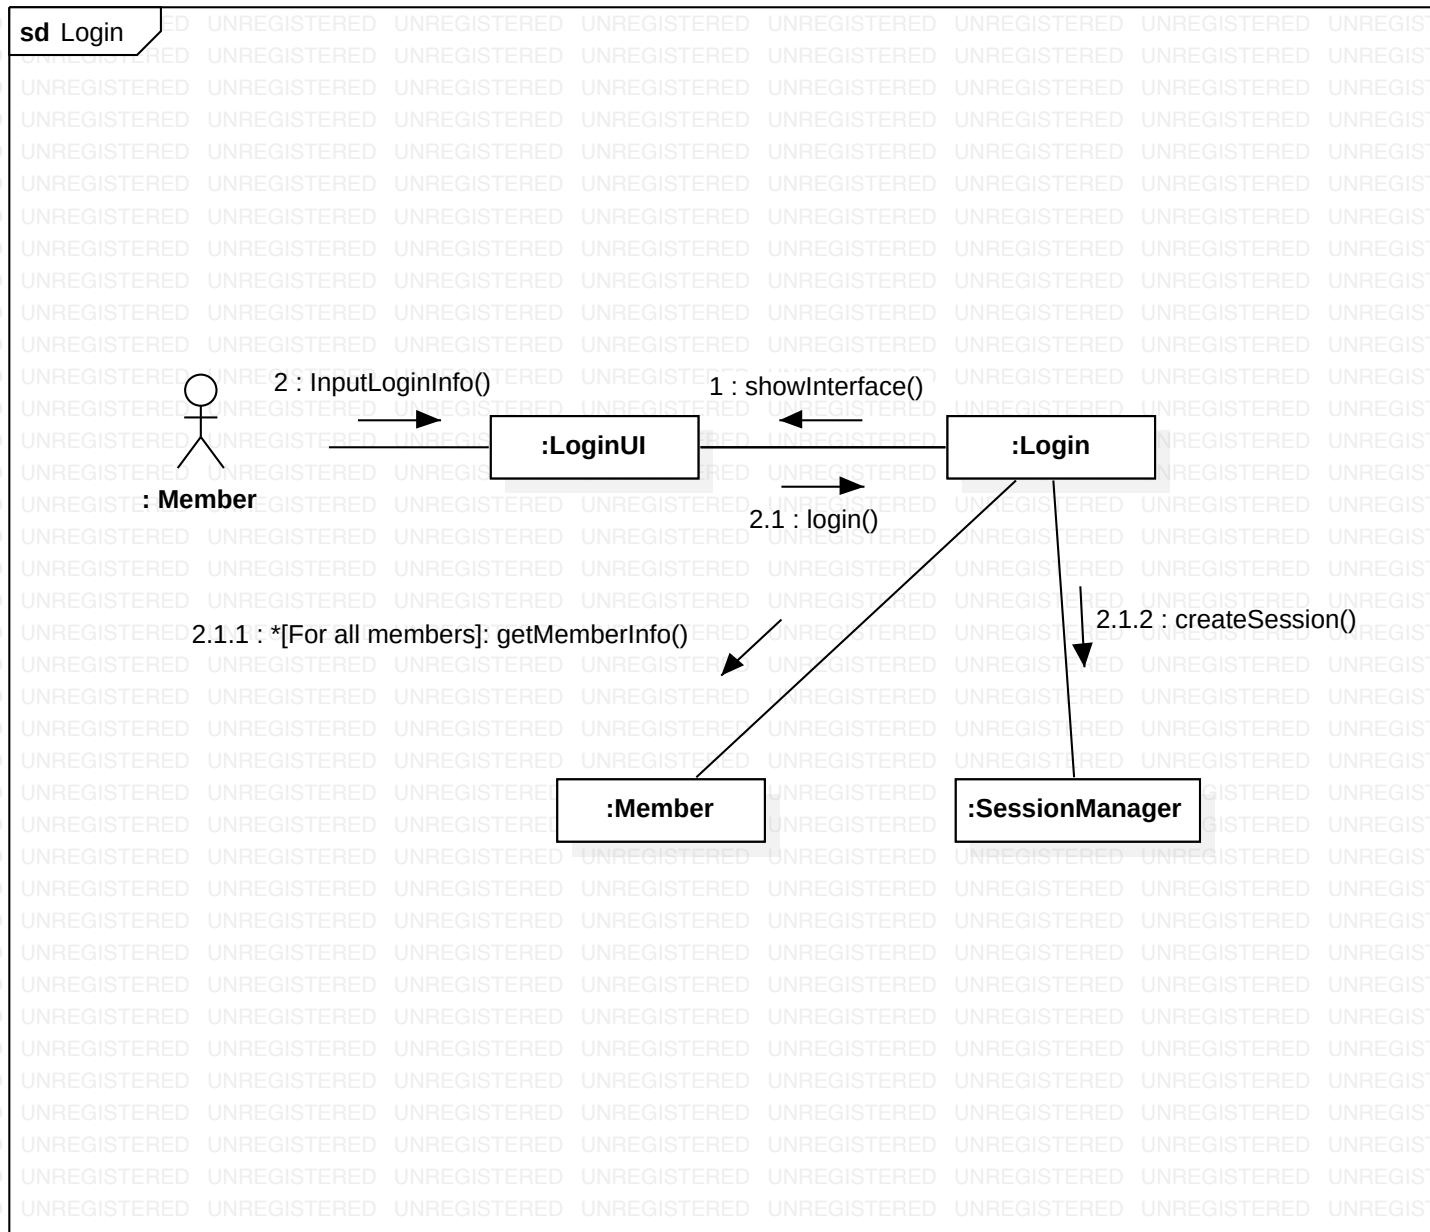 sd Login
2 : InputLoginInfo()
1 : showInterface()
:LoginUI
:Login
: Member
2.1 : login()
2.1.1 : *[For all members]: getMemberInfo()
2.1.2 : createSession()
:Member
:SessionManager
UNREGISTERED